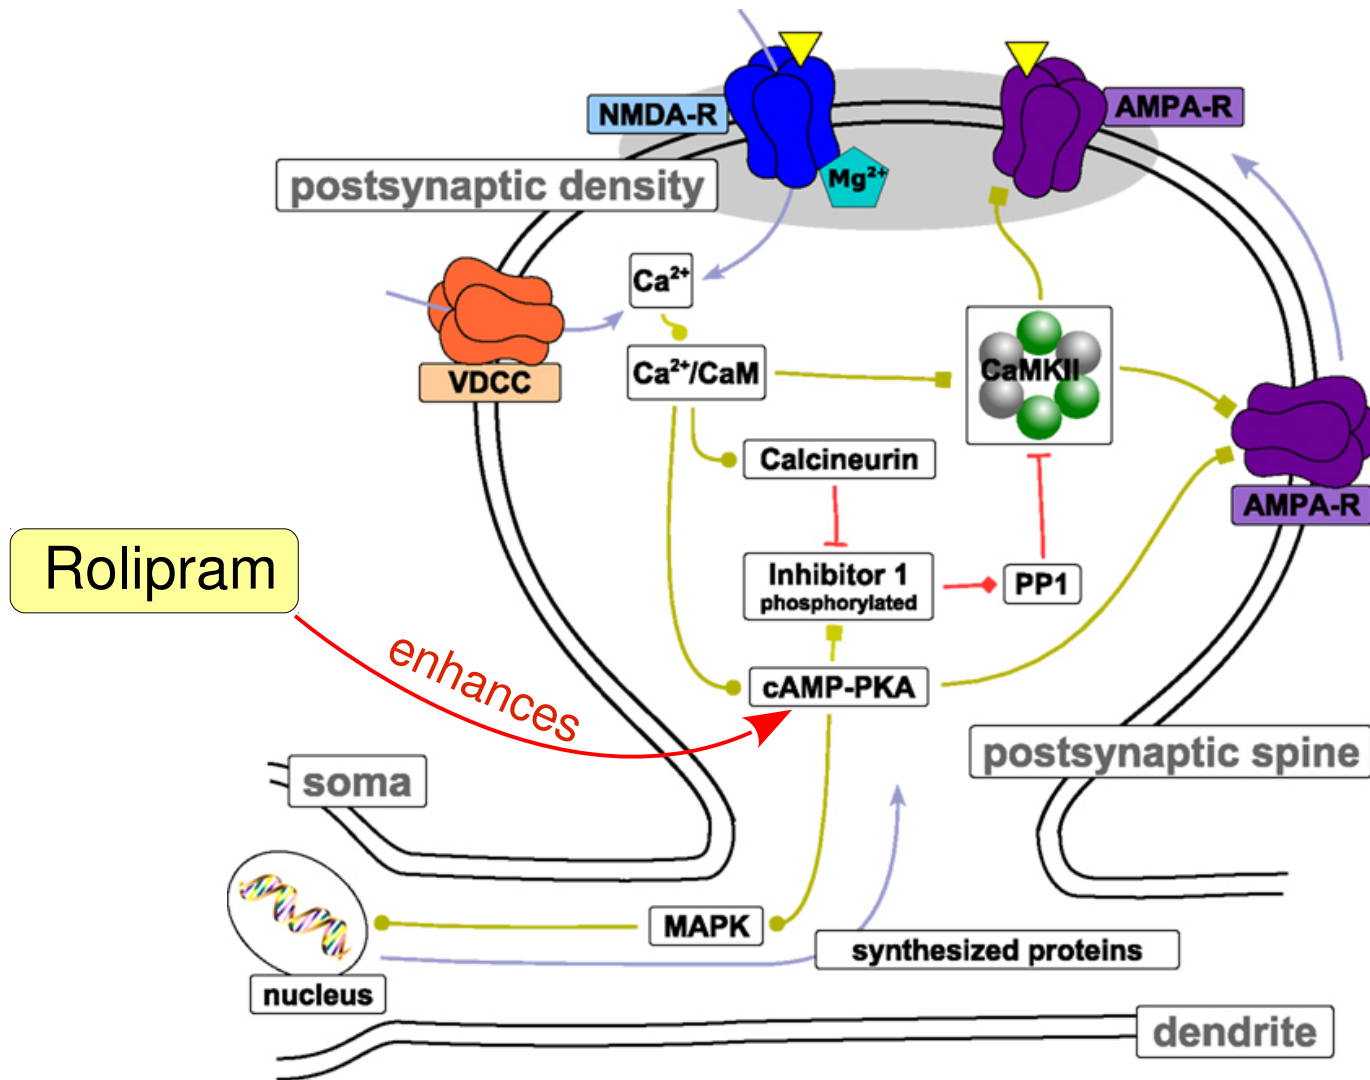 NMDA-R
AMPA-R
postsynaptic density
Mg²⁺
Ca²⁺
VDCC
Ca²⁺/CaM
CaMKII
Calcineurin
AMPA-R
Rolipram
Inhibitor 1
phosphorylated
PP1
enhances
cAMP-PKA
postsynaptic spine
soma
MAPK
synthesized proteins
nucleus
dendrite